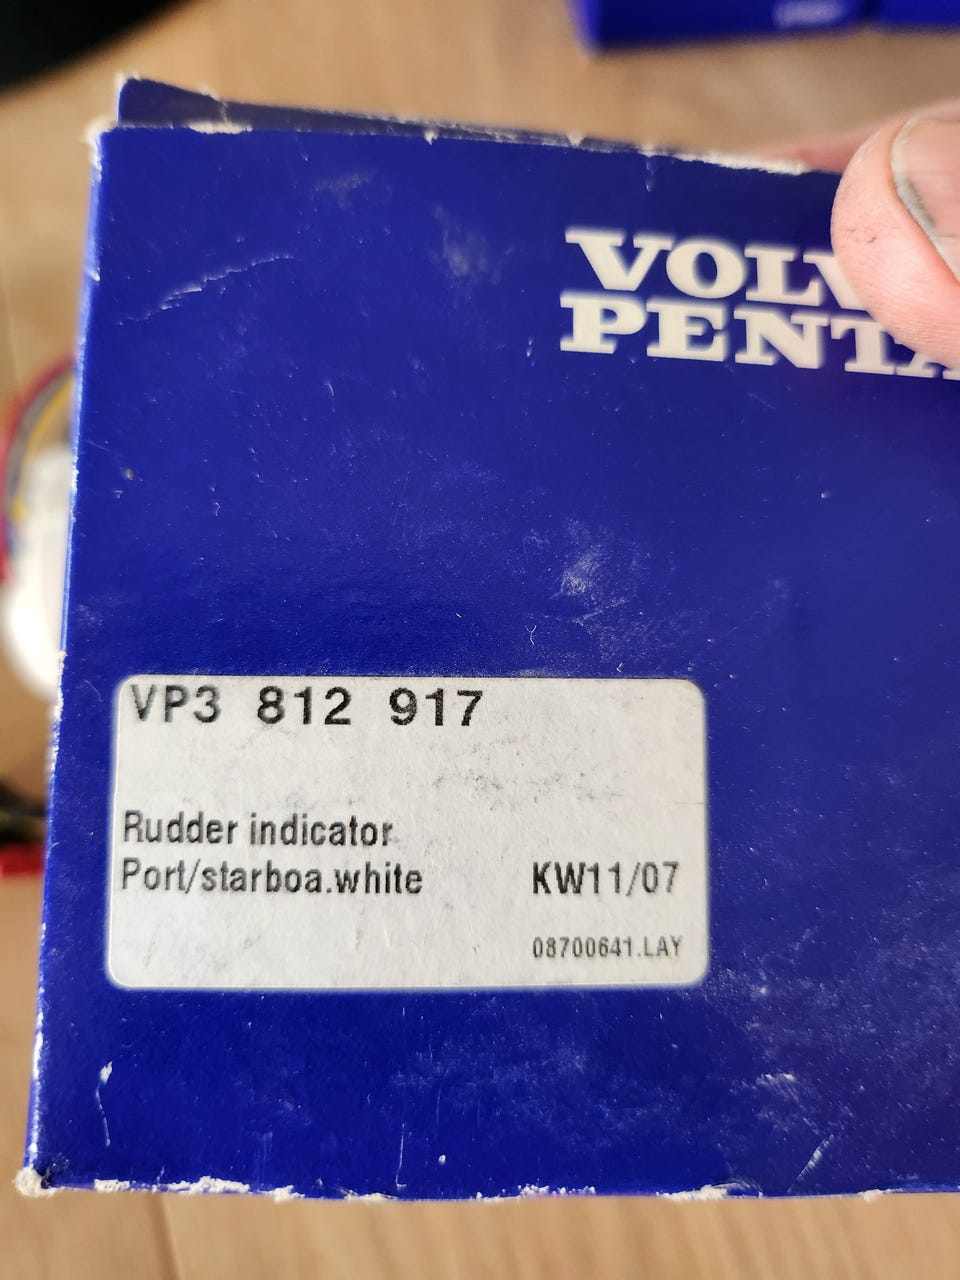 VOLV
PENTA
VP3 812 917
Rudder indicator
Port/starboa.white
KW11/07
08700641.LAY